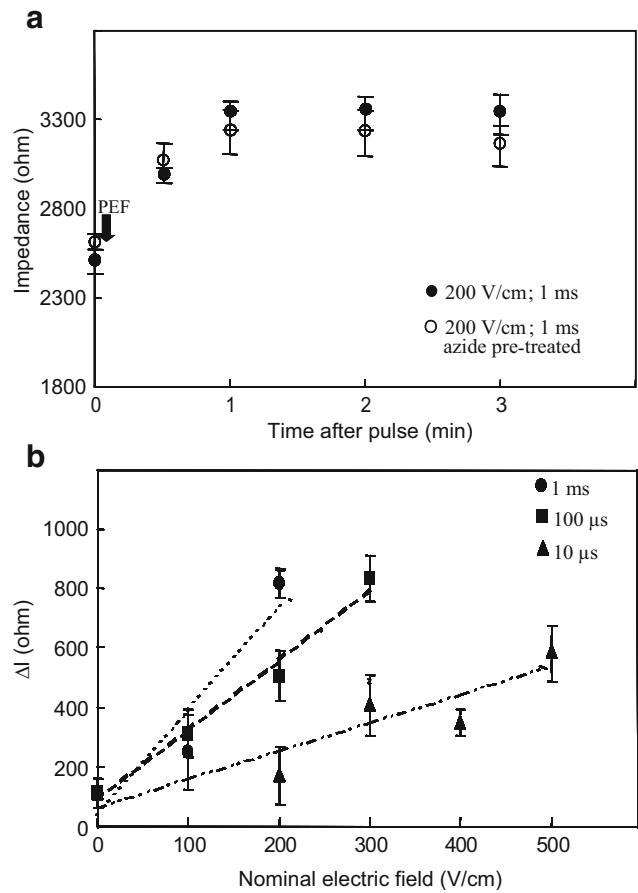 a
3300
2800
2300
1800
Impedance (ohm)
PEF
200 V/cm; 1 ms
200 V/cm; 1 ms
azide pre-treated
0
1
2
3
Time after pulse (min)
b
1000
800
600
400
200
0
ΔI (ohm)
1 ms
100 µs
10 µs
0
100
200
300
400
500
Nominal electric field (V/cm)